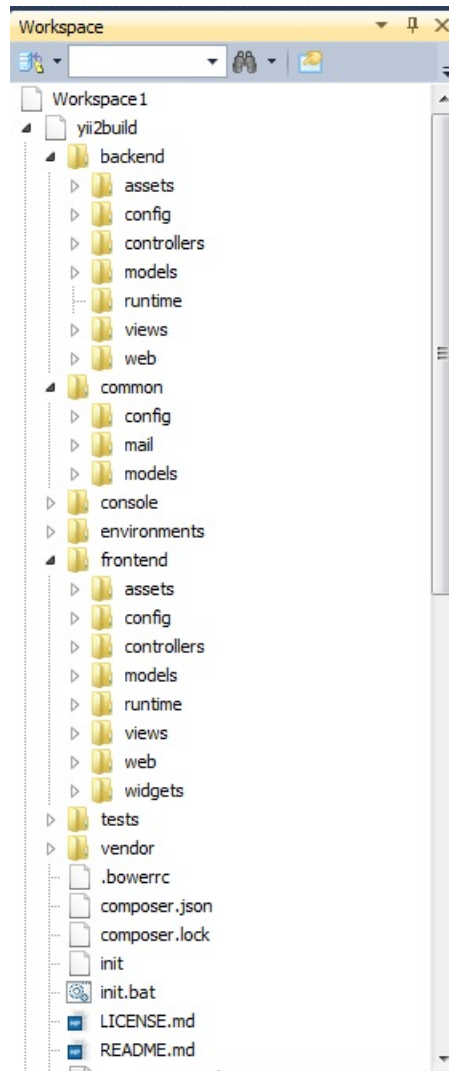 Workspace
Workspace1
yii2build
backend
assets
config
controllers
models
runtime
views
web
common
config
mail
models
console
environments
frontend
assets
config
controllers
models
runtime
views
web
widgets
tests
vendor
.bowerrc
composer.json
composer.lock
init
init.bat
LICENSE.md
README.md